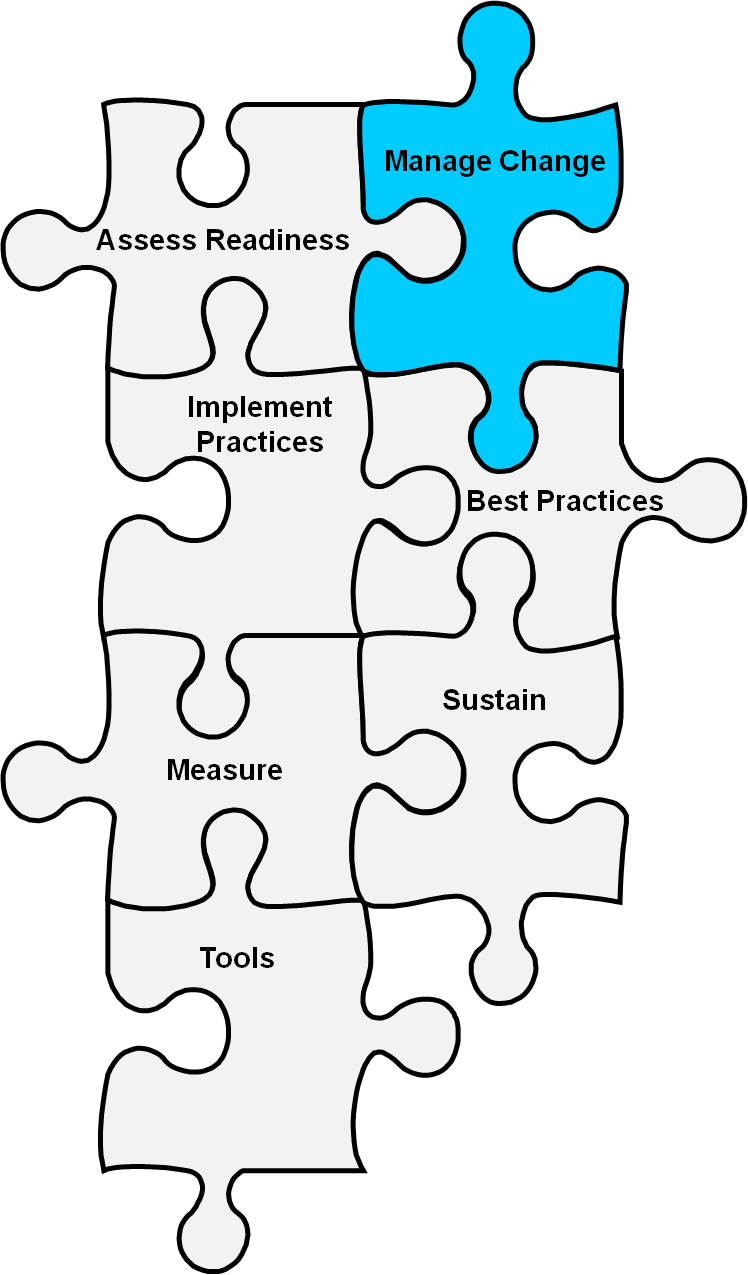 Manage Change
Assess Readiness
Implement
Practices
Best Practices
Sustain
Measure
Tools